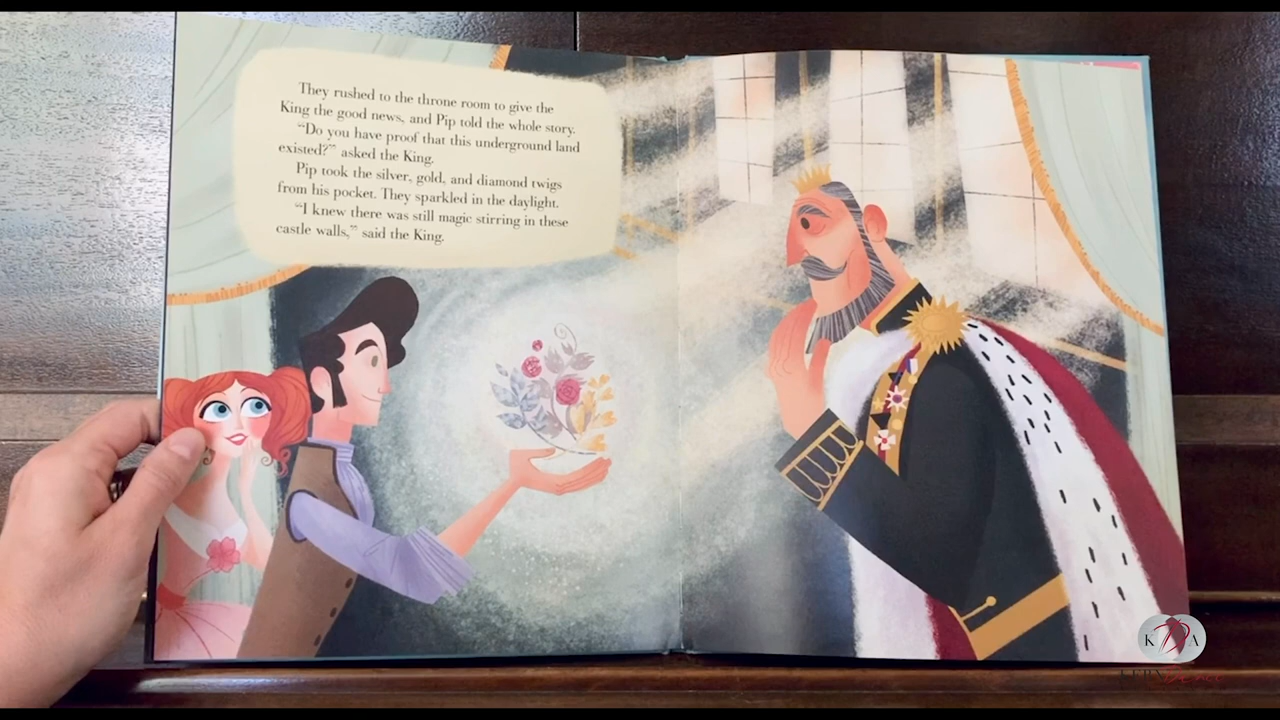 They rushed to the throne room to give the
King the good news, and Pip told the whole story.
“Do you have proof that this underground land
existed?” asked the King.
Pip took the silver, gold, and diamond twigs
from his pocket. They sparkled in the daylight.
“I knew there was still magic stirring in these
castle walls,” said the King.
K A